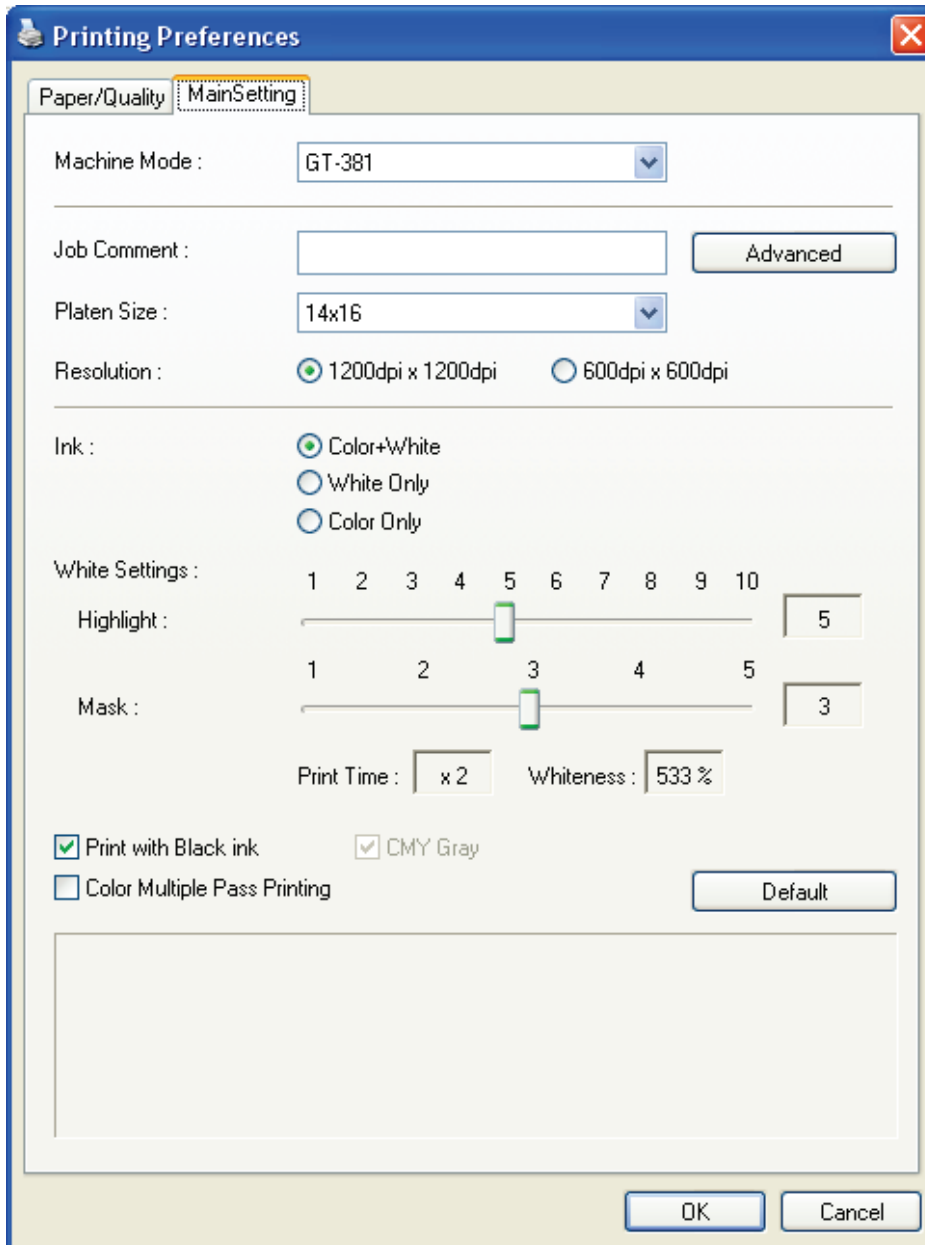 Printing Preferences
Paper/Quality MainSetting
Machine Mode : GT-381
Job Comment : Advanced
Platen Size : 14x16
Resolution : 1200dpi x 1200dpi 600dpi x 600dpi
Ink : Color+White
White Only
Color Only
White Settings : 1 2 3 4 5 6 7 8 9 10
Highlight : 5
1 2 3 4 5
Mask : 3
Print Time : x 2 Whiteness : 533 %
Print with Black ink CMY Gray
Color Multiple Pass Printing Default
OK Cancel